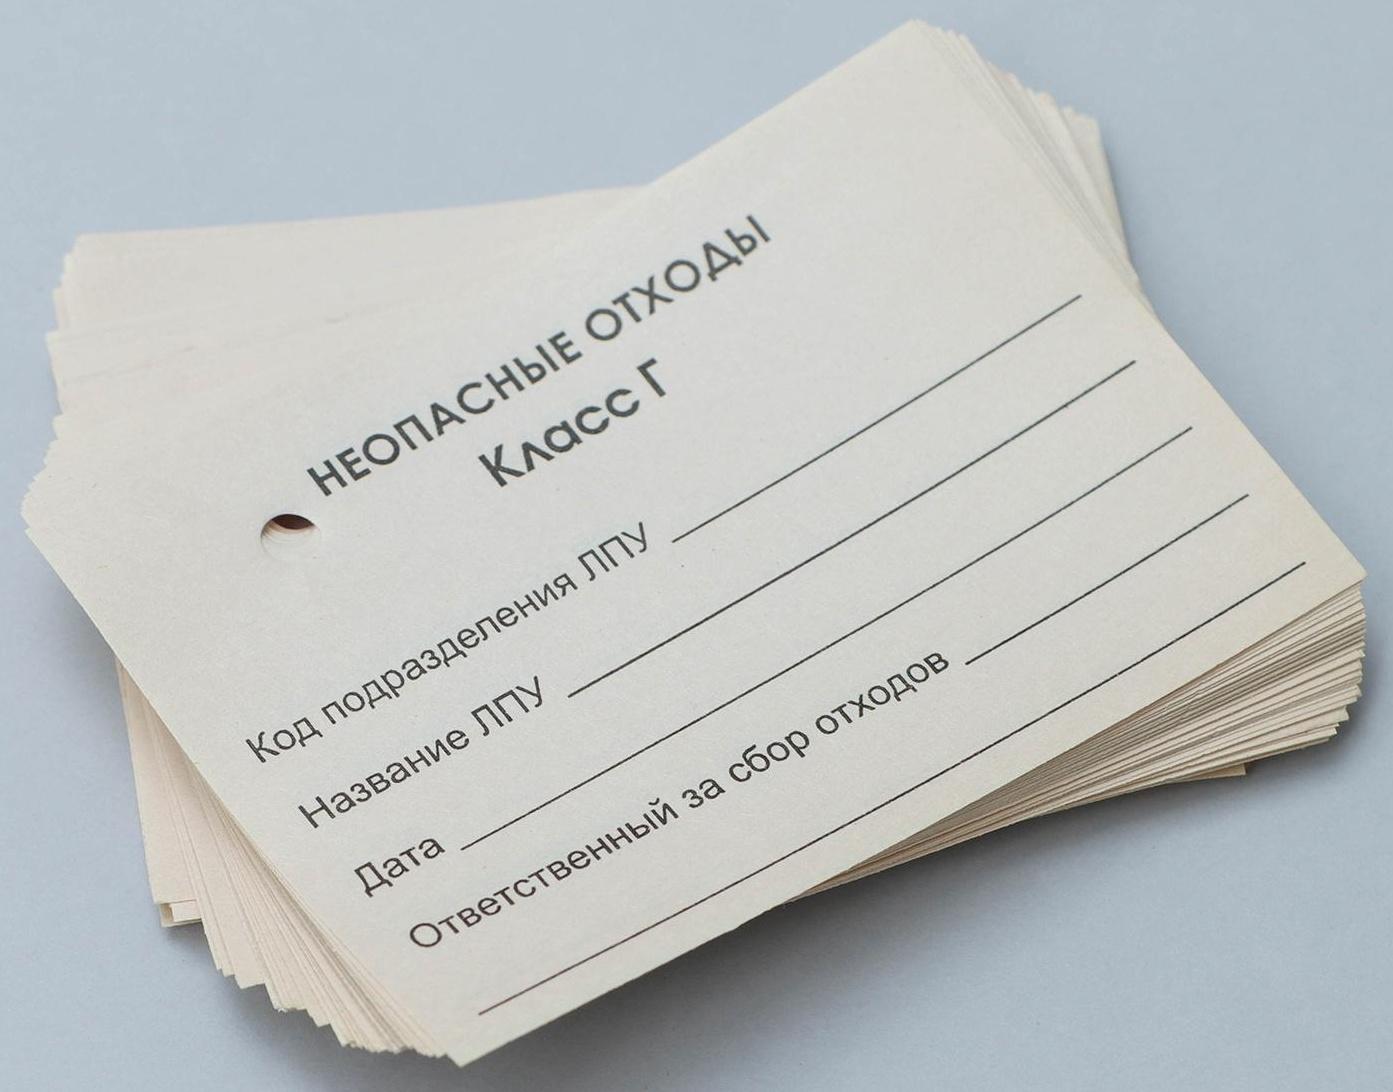 НЕОПАСНЫЕ ОТХОДЫ
Класс Г
Код подразделения ЛПУ
Название ЛПУ
Дата
Ответственный за сбор отходов